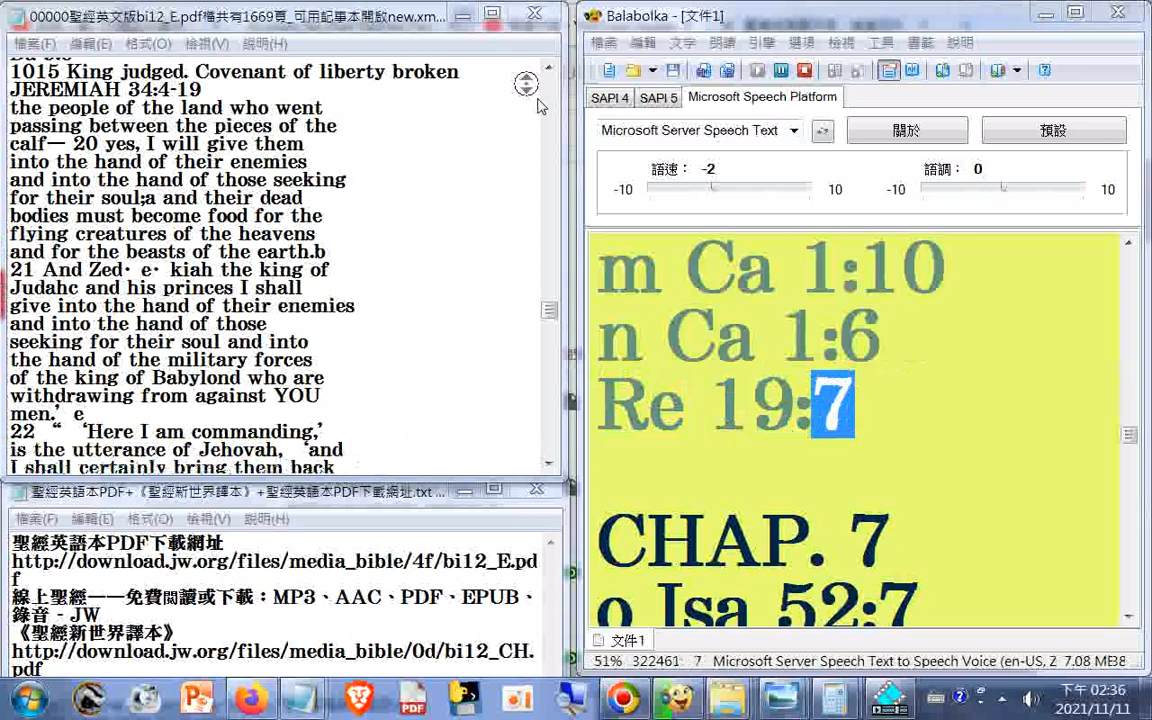 00000聖經英文版bi12_E.pdf檔共有1669頁_可用記事本開啟new.xm...
檔案(F) 編輯(E) 格式(O) 檢視(V) 說明(H)
1015 King judged. Covenant of liberty broken
JEREMIAH 34:4-19
the people of the land who went
passing between the pieces of the
calf— 20 yes, I will give them
into the hand of their enemies
and into the hand of those seeking
for their soul;a and their dead
bodies must become food for the
flying creatures of the heavens
and for the beasts of the earth.b
21 And Zed· e· kiah the king of
Judahc and his princes I shall
give into the hand of their enemies
and into the hand of those
seeking for their soul and into
the hand of the military forces
of the king of Babylond who are
withdrawing from against YOU
men.’ e
22 “ ‘Here I am commanding,’
is the utterance of Jehovah, ‘and
I shall certainly bring them back
聖經英語本PDF+《聖經新世界譯本》+聖經英語本PDF下載網址.txt ...
檔案(F) 編輯(E) 格式(O) 檢視(V) 說明(H)
聖經英語本PDF下載網址
http://download.jw.org/files/media_bible/4f/bi12_E.pd
f
線上聖經——免費閱讀或下載：MP3、AAC、PDF、EPUB、
錄音 - JW
《聖經新世界譯本》
http://download.jw.org/files/media_bible/0d/bi12_CH.
pdf
Balabolka - [文件1]
檔案 編輯 文字 朗讀 引擎 選項 檢視 工具 書籤 說明
SAPI 4 SAPI 5 Microsoft Speech Platform
Microsoft Server Speech Text 關於 預設
語速： -2 語調： 0
-10 10 -10 10
m Ca 1:10
n Ca 1:6
Re 19:7
CHAP. 7
o Isa 52:7
文件1
51% 322461: 7 Microsoft Server Speech Text to Speech Voice (en-US, Z 7.08 MB
下午 02:36
2021/11/11